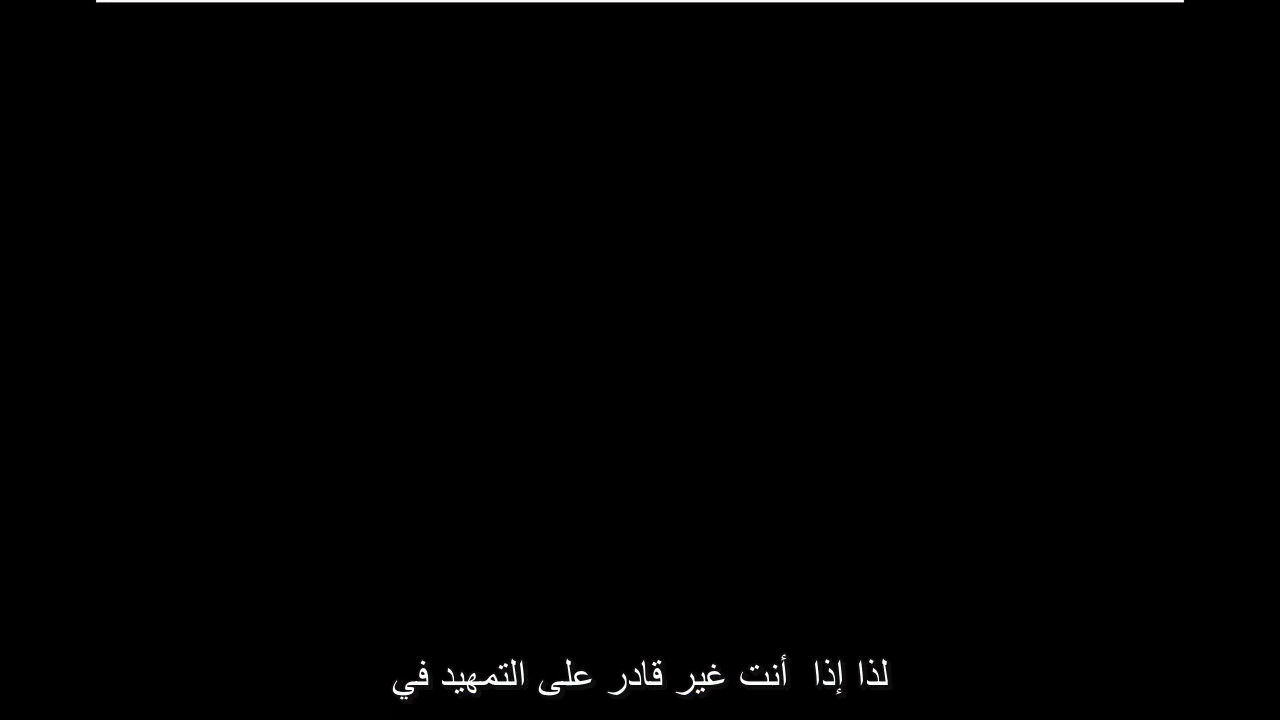 لذا إذا  أنت غير قادر على التمهيد في